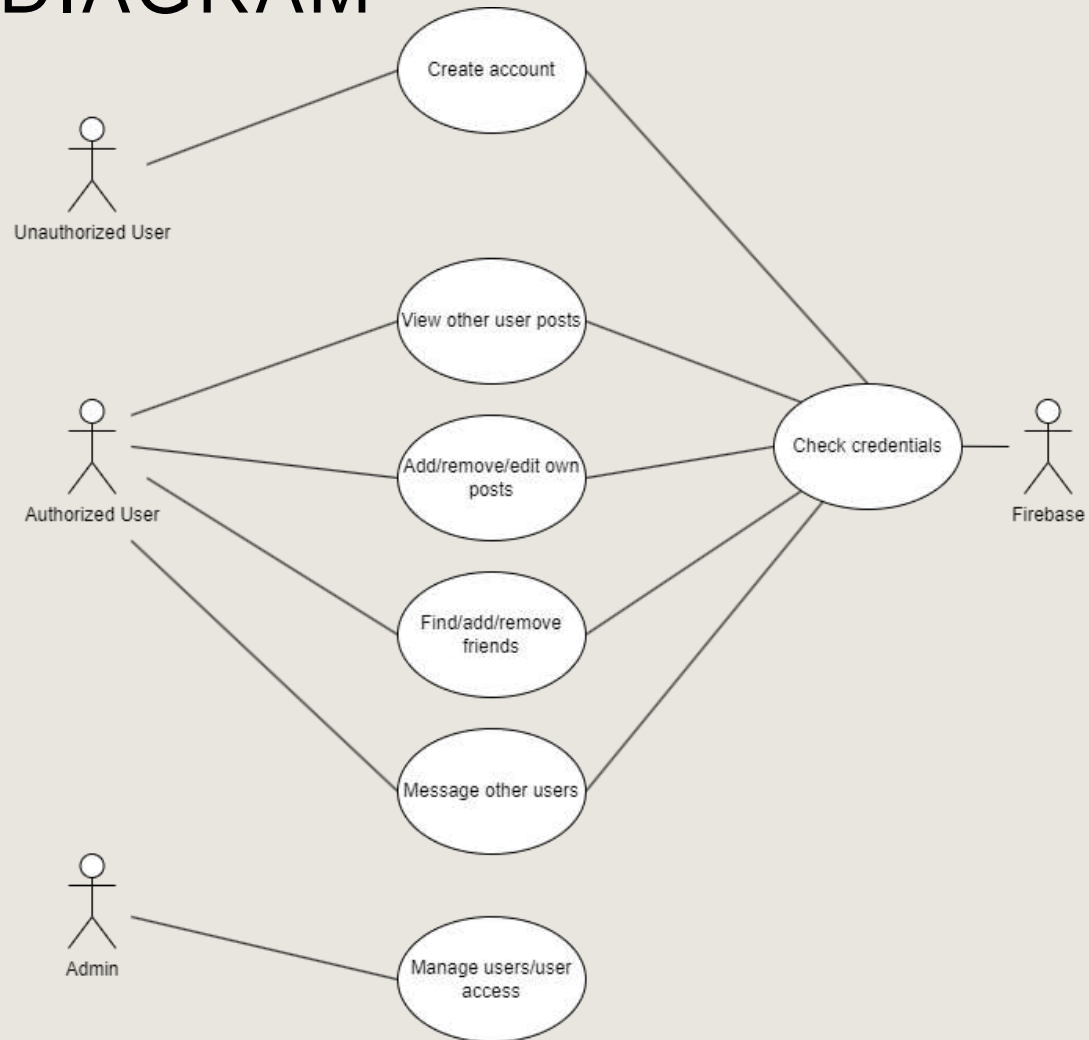 DIAGRAM
Create account
Unauthorized User
View other user posts
Add/remove/edit own
posts
Check credentials
Authorized User
Firebase
Find/add/remove
friends
Message other users
Admin
Manage users/user
access